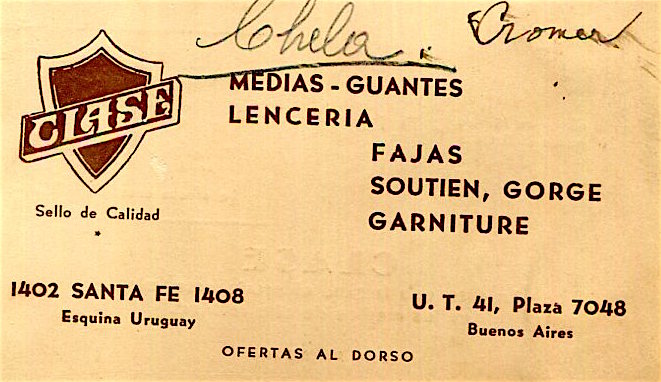 Chela. Cromer
CLASE
MEDIAS - GUANTES
LENCERIA
FAJAS
SOUTIEN, GORGE
GARNITURE
Sello de Calidad
*
1402 SANTA FE 1408
Esquina Uruguay
U. T. 41, Plaza 7048
Buenos Aires
OFERTAS AL DORSO